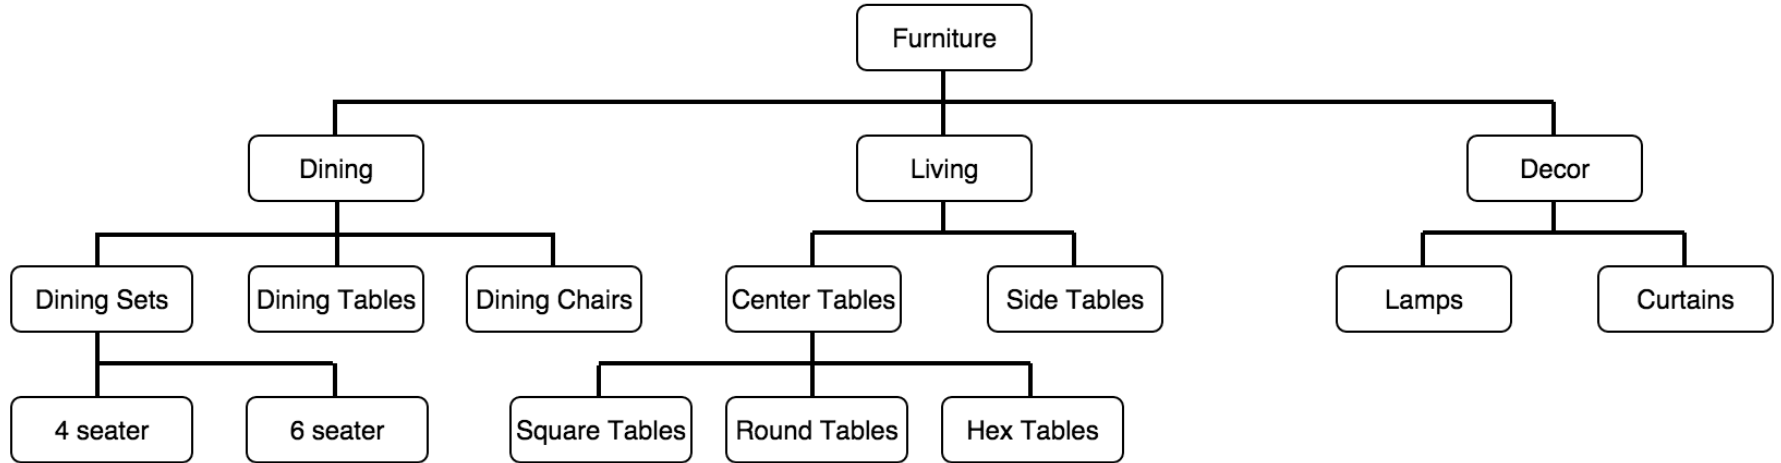 Furniture
Dining
Living
Decor
Dining Sets
Dining Tables
Dining Chairs
Center Tables
Side Tables
Lamps
Curtains
4 seater
6 seater
Square Tables
Round Tables
Hex Tables